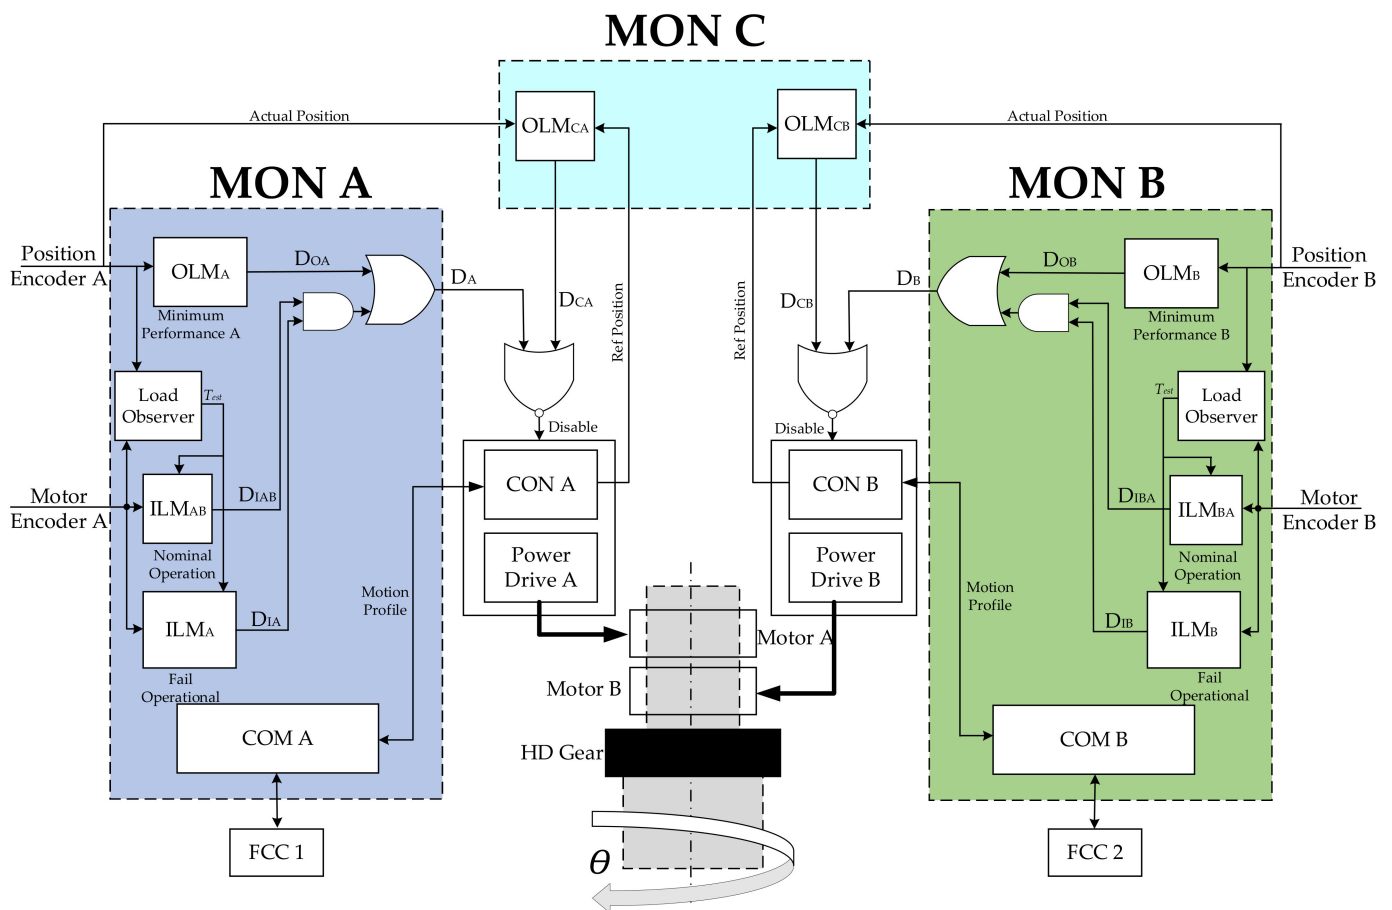 MON C
OLMCA
OLMCB
Actual Position
Actual Position
MON A
MON B
Position
Encoder A
OLMA
Minimum
Performance A
DOA
DA
DCA
Ref Position
Ref Position
DCB
DB
DOB
OLMB
Minimum
Performance B
Position
Encoder B
Load
Observer
Test
Disable
Disable
Test
Load
Observer
Motor
Encoder A
ILMAB
DIAB
Nominal
Operation
CON A
CON B
DIBA
ILMBA
Nominal
Operation
Motor
Encoder B
Power
Drive A
Power
Drive B
ILMA
DIA
Fail
Operational
Motion
Profile
Motor A
Motor B
Motion
Profile
DIB
ILMB
Fail
Operational
COM A
HD Gear
COM B
FCC 1
θ
FCC 2